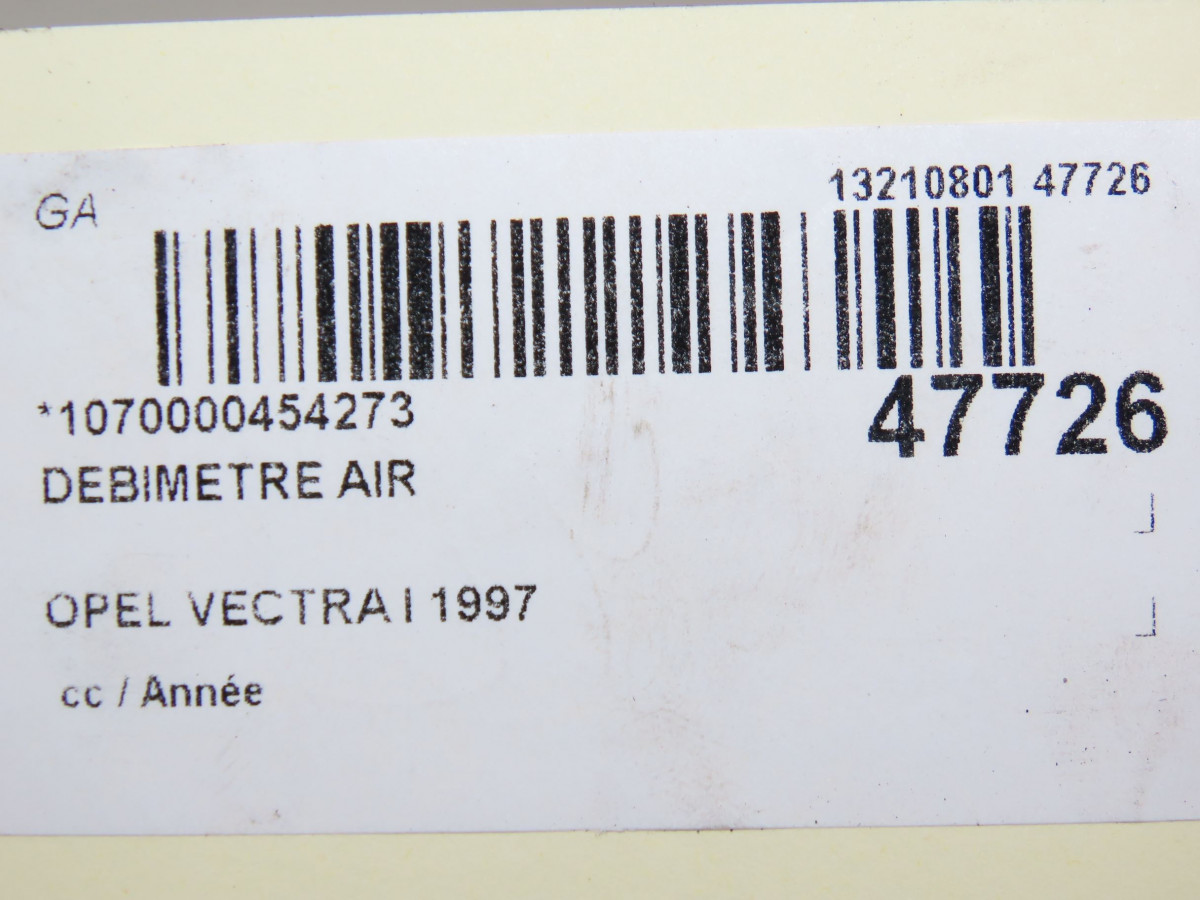 GA
13210801 47726
*1070000454273
47726
DEBIMETRE AIR
OPEL VECTRA I 1997
cc / Année